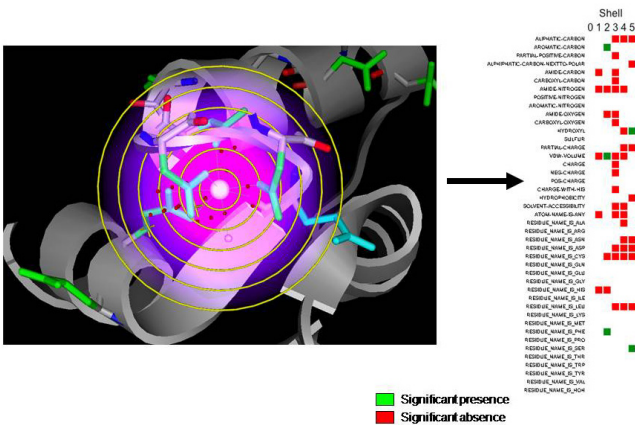 Shell
0 1 2 3 4 5
ALIPHATIC-CARBON
AROMATIC-CARBON
PARTIAL-POSITIVE-CARBON
ALPHIPHATIC-CARBON-NEXTTO-POLAR
AMIDE-CARBON
CARBOXYL-CARBON
AMIDE-NITROGEN
POSITIVE-NITROGEN
AROMATIC-NITROGEN
AMIDE-OXYGEN
CARBOXYL-OXYGEN
HYDROXYL
SULFUR
PARTIAL-CHARGE
VDW-VOLUME
CHARGE
NEG-CHARGE
POS-CHARGE
CHARGE-WITH-HIS
HYDROPHOBICITY
SOLVENT-ACCESSIBILITY
ATOM-NAME-IS-ANY
RESIDUE_NAME_IS_ALA
RESIDUE_NAME_IS_ARG
RESIDUE_NAME_IS_ASN
RESIDUE_NAME_IS_ASP
RESIDUE_NAME_IS_CYS
RESIDUE_NAME_IS_GLN
RESIDUE_NAME_IS_GLU
RESIDUE_NAME_IS_GLY
RESIDUE_NAME_IS_HIS
RESIDUE_NAME_IS_ILE
RESIDUE_NAME_IS_LEU
RESIDUE_NAME_IS_LYS
RESIDUE_NAME_IS_MET
RESIDUE_NAME_IS_PHE
RESIDUE_NAME_IS_PRO
RESIDUE_NAME_IS_SER
RESIDUE_NAME_IS_THR
RESIDUE_NAME_IS_TRP
RESIDUE_NAME_IS_TYR
RESIDUE_NAME_IS_VAL
RESIDUE_NAME_IS_HOH
Significant presence
Significant absence